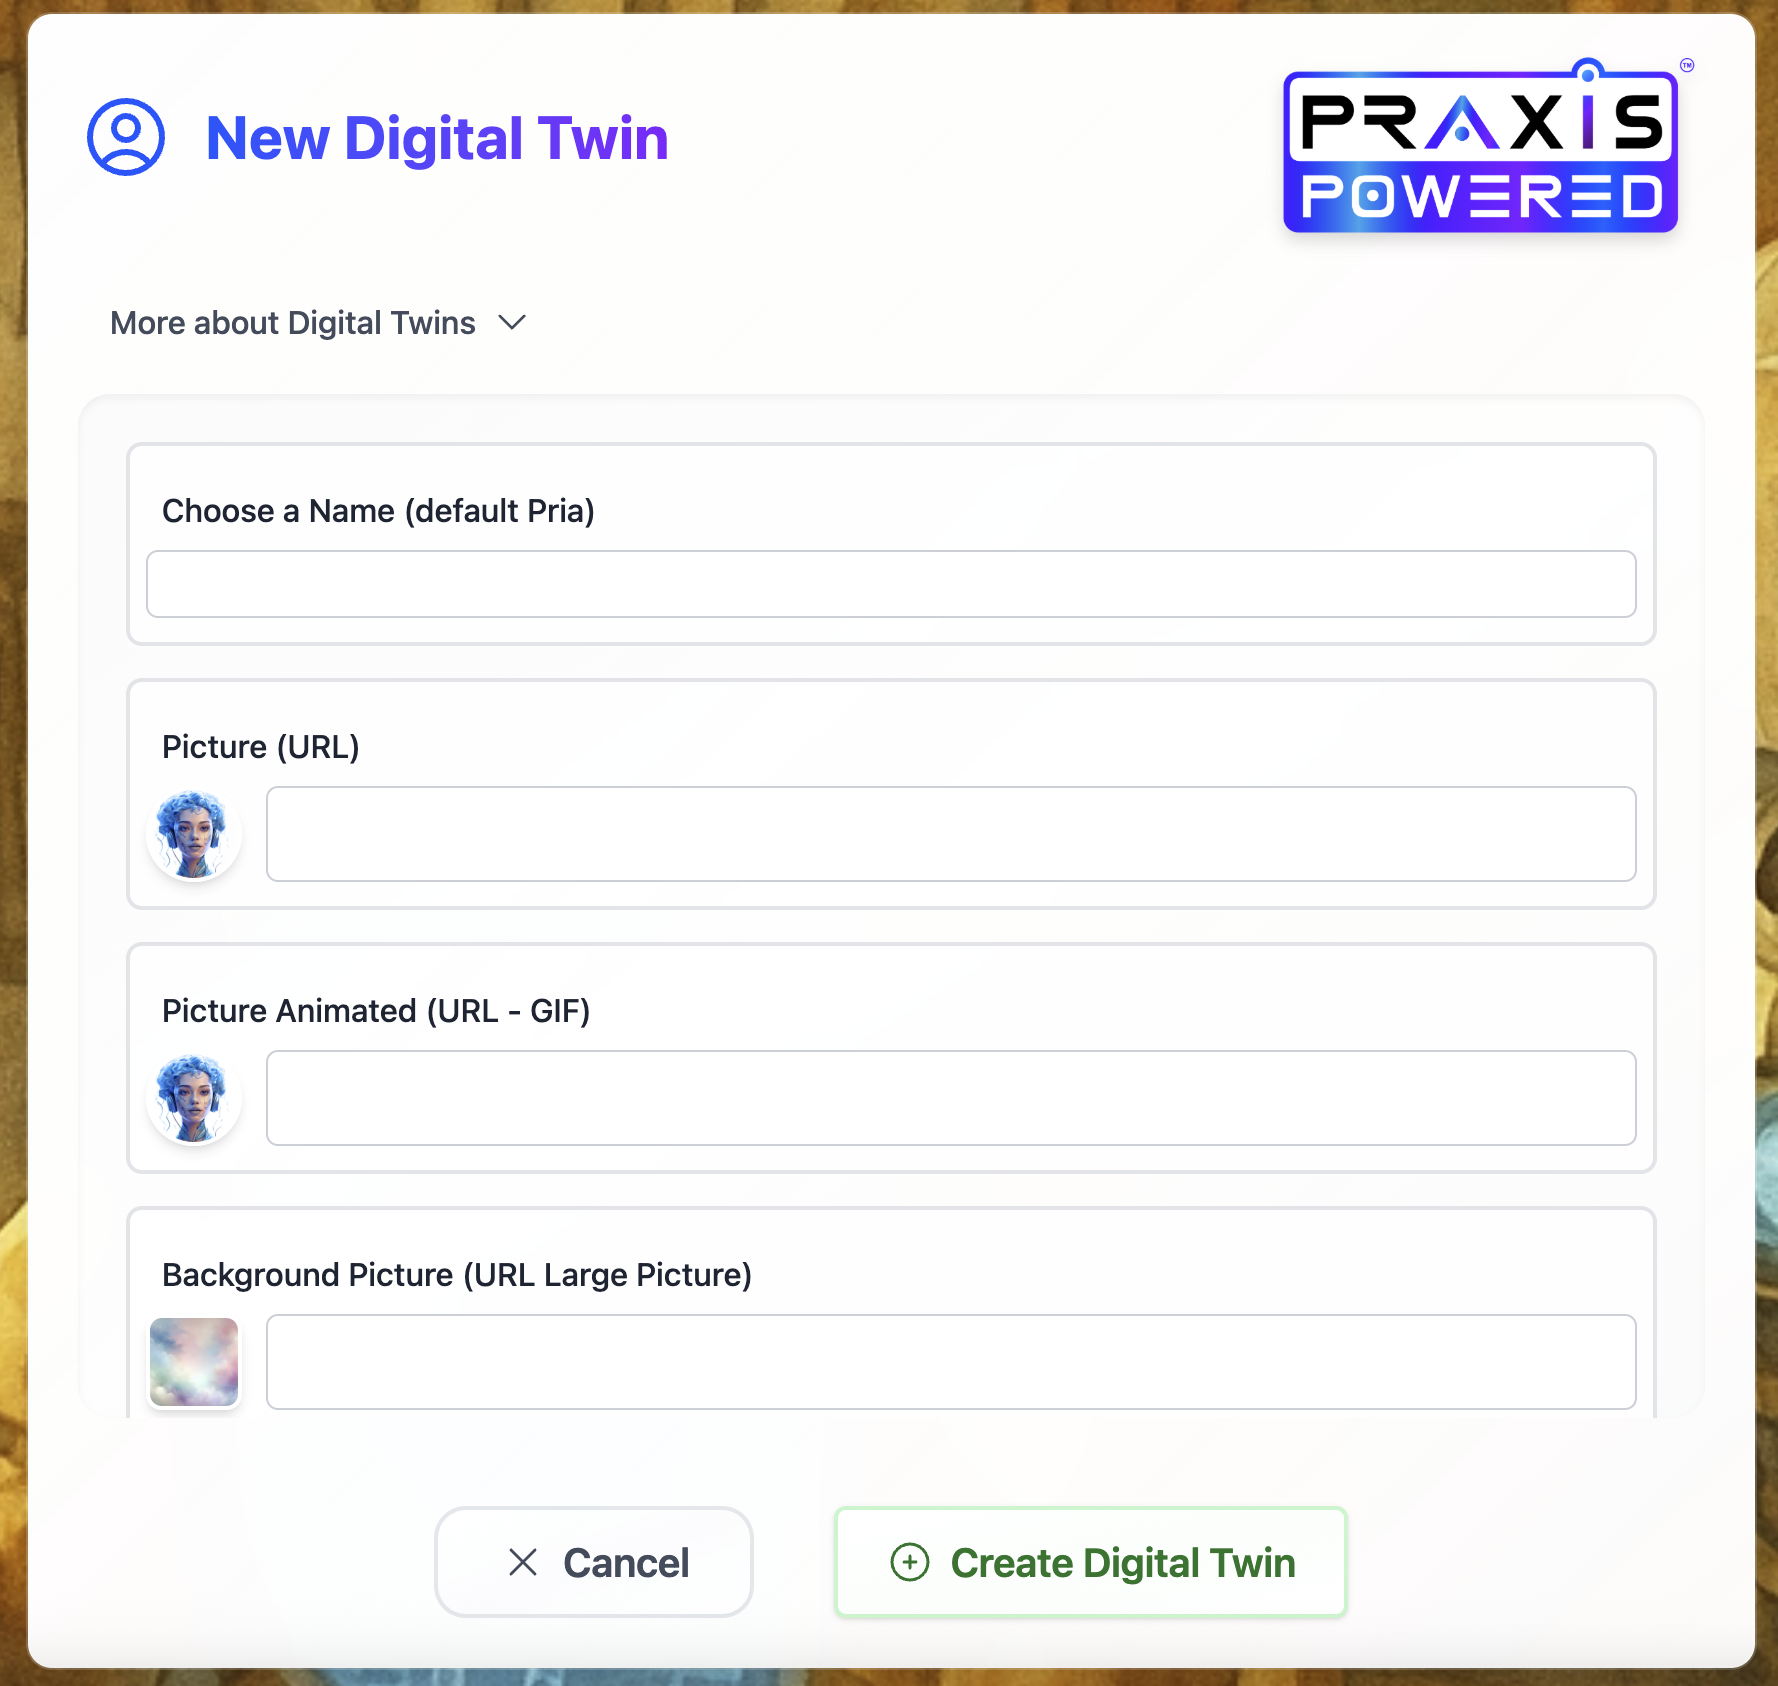 New Digital Twin
PRAXIS
TM
POWERED
More about Digital Twins
Choose a Name (default Pria)
Picture (URL)
Picture Animated (URL - GIF)
Background Picture (URL Large Picture)
Cancel
Create Digital Twin